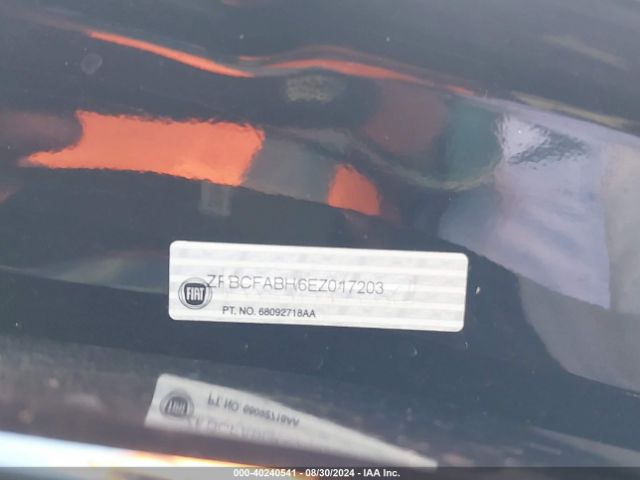 ZFBCFABH6EZ017203
FIAT
PT. NO. 68092718AA
000-40240541 - 08/30/2024 - IAA Inc.